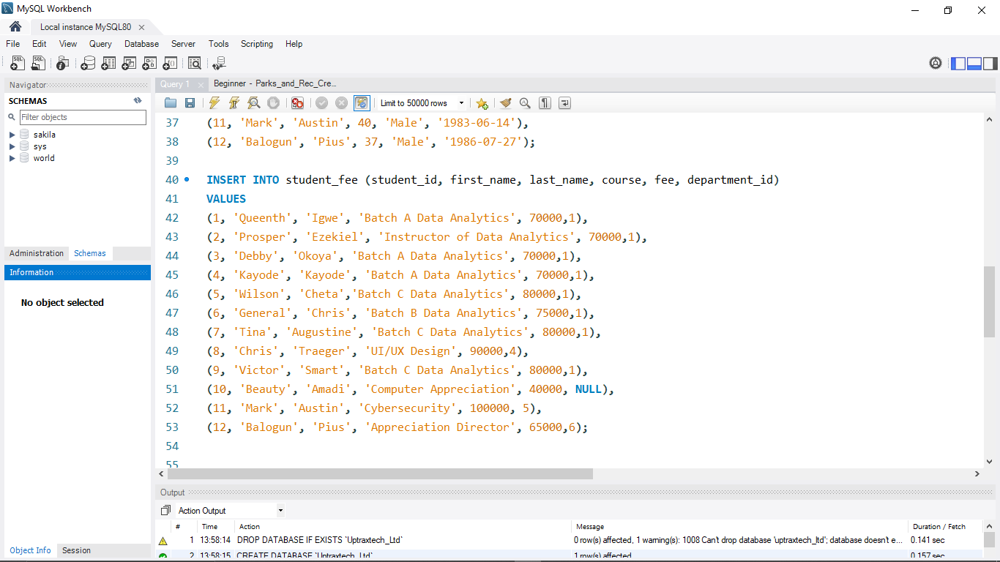 MySQL Workbench
Local instance MySQL80
File Edit View Query Database Server Tools Scripting Help
Navigator
SCHEMAS
Filter objects
sakila
sys
world
Administration Schemas
Information
No object selected
Object Info Session
Query 1 Beginner - Parks_and_Rec_Cre...
Limit to 50000 rows
37 (11, 'Mark', 'Austin', 40, 'Male', '1983-06-14'),
38 (12, 'Balogun', 'Pius', 37, 'Male', '1986-07-27');
39
40 INSERT INTO student_fee (student_id, first_name, last_name, course, fee, department_id)
41 VALUES
42 (1, 'Queenth', 'Igwe', 'Batch A Data Analytics', 70000,1),
43 (2, 'Prosper', 'Ezekiel', 'Instructor of Data Analytics', 70000,1),
44 (3, 'Debby', 'Okoya', 'Batch A Data Analytics', 70000,1),
45 (4, 'Kayode', 'Kayode', 'Batch A Data Analytics', 70000,1),
46 (5, 'Wilson', 'Cheta','Batch C Data Analytics', 80000,1),
47 (6, 'General', 'Chris', 'Batch B Data Analytics', 75000,1),
48 (7, 'Tina', 'Augustine', 'Batch C Data Analytics', 80000,1),
49 (8, 'Chris', 'Traeger', 'UI/UX Design', 90000,4),
50 (9, 'Victor', 'Smart', 'Batch C Data Analytics', 80000,1),
51 (10, 'Beauty', 'Amadi', 'Computer Appreciation', 40000, NULL),
52 (11, 'Mark', 'Austin', 'Cybersecurity', 100000, 5),
53 (12, 'Balogun', 'Pius', 'Appreciation Director', 65000,6);
54
55
Output
Action Output
# Time Action Message Duration / Fetch
1 13:58:14 DROP DATABASE IF EXISTS `Uptraxtech_Ltd` 0 row(s) affected, 1 warning(s): 1008 Can't drop database 'uptraxtech_ltd'; database doesn't e... 0.141 sec
2 13:58:15 CREATE DATABASE `Uptraxtech_Ltd` 1 row(s) affected 0.157 sec